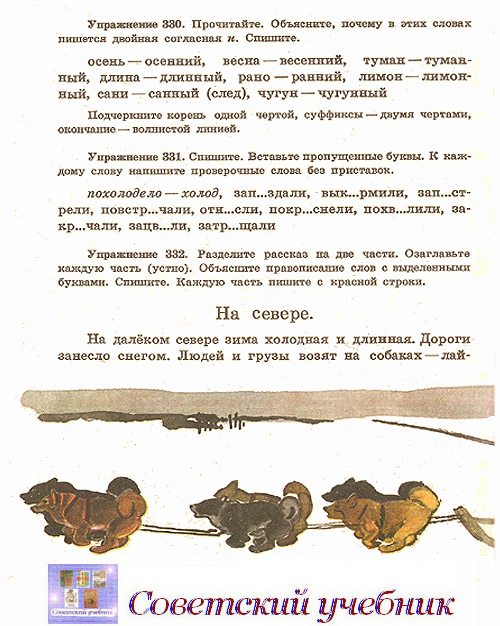 Упражнение 330. Прочитайте. Объясните, почему в этих словах
пишется двойная согласная н. Спишите.
осень — осенний, весна — весенний, туман — туман-
ный, длина — длинный, рано — ранний, лимон — лимон-
ный, сани — санный (след), чугун — чугунный
Подчеркните корень одной чертой, суффиксы — двумя чертами,
окончание — волнистой линией.
Упражнение 331. Спишите. Вставьте пропущенные буквы. К каж-
дому слову напишите проверочные слова без приставок.
похолодело — холод, зап...здали, вык...рмили, зап...ст-
рели, повстр...чали, отн...сли, покр...снели, похв...лили, за-
кр...чали, зацв...ли, затр...щали
Упражнение 332. Разделите рассказ на две части. Озаглавьте
каждую часть (устно). Объясните правописание слов с выделенными
буквами. Спишите. Каждую часть пишите с красной строки.
На севере.
На далёком севере зима холодная и длинная. Дороги
занесло снегом. Людей и грузы возят на собаках — лай-
Советский учебник
Советский учебник